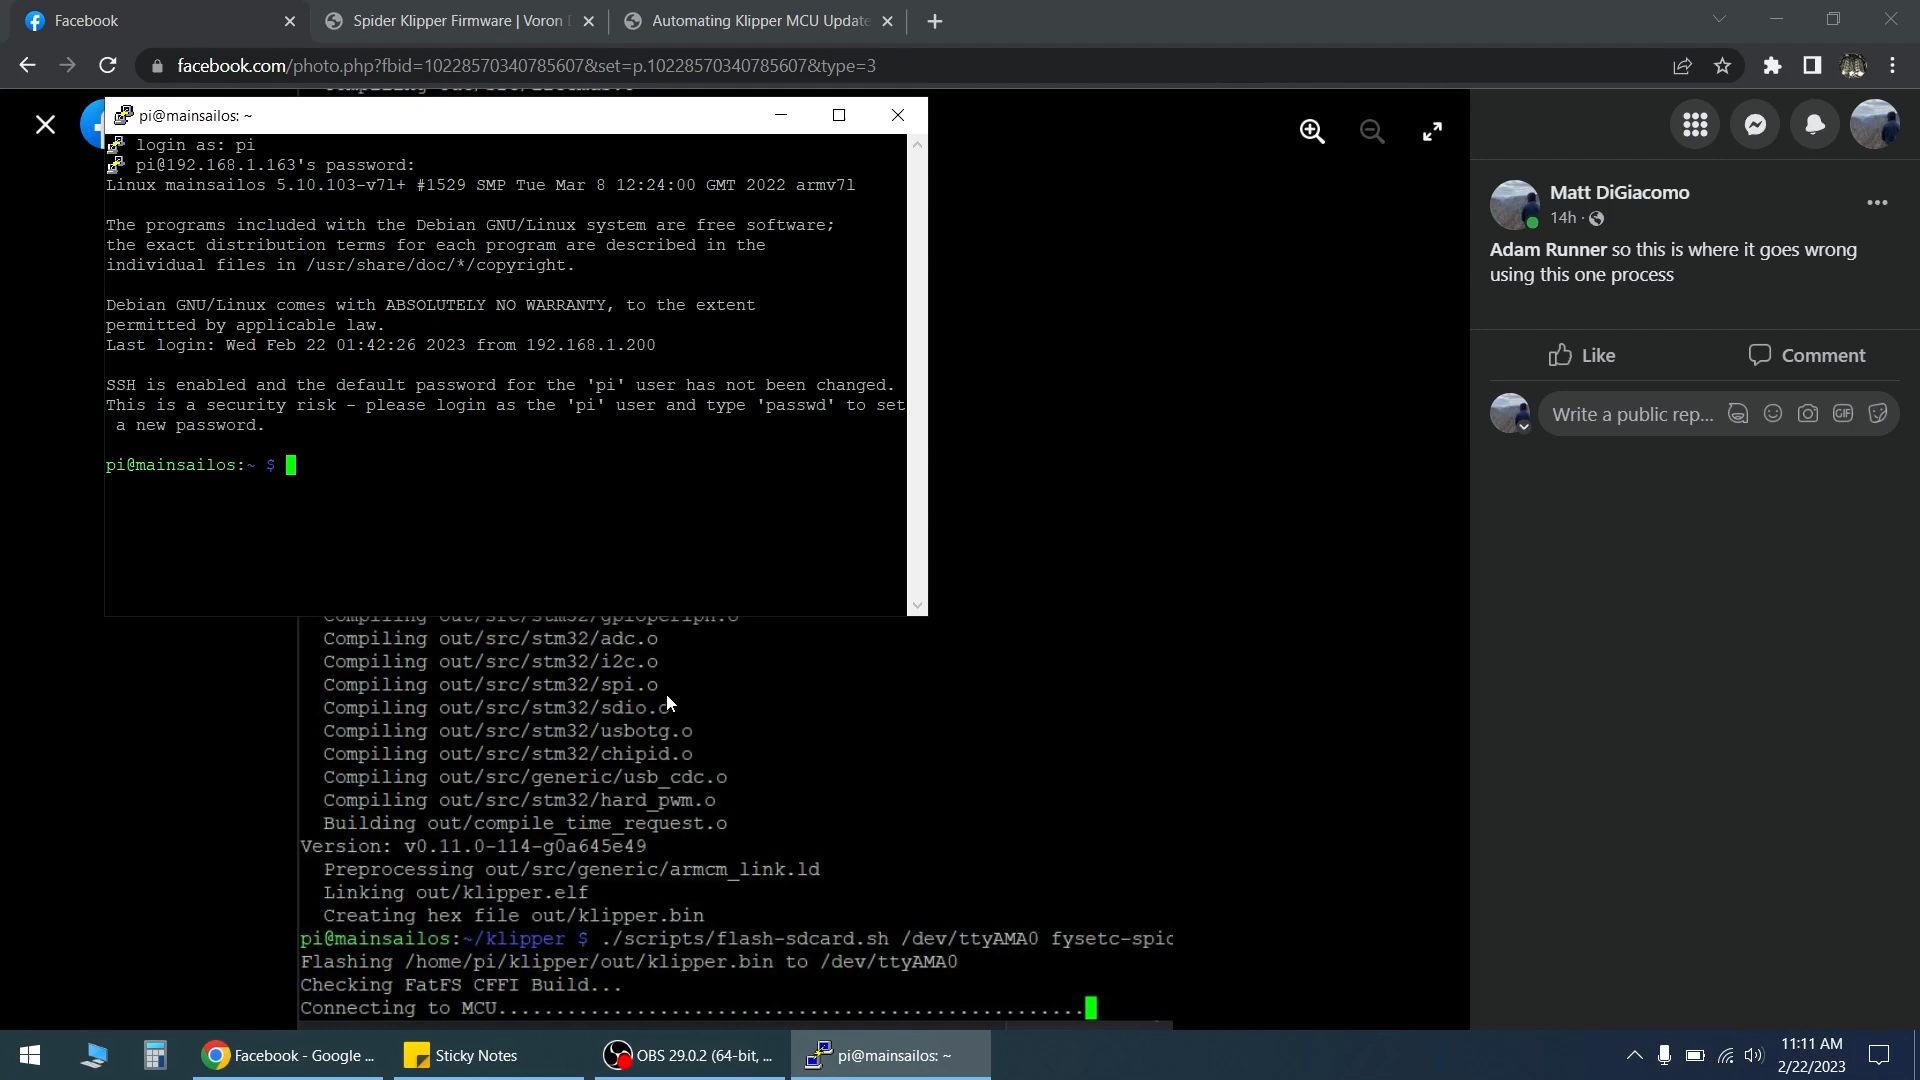 Facebook
Spider Klipper Firmware | Voron D
Automating Klipper MCU Update
facebook.com/photo.php?fbid=10228570340785607&set=p.10228570340785607&type=3
pi@mainsailos: ~
login as: pi
pi@192.168.1.163's password:
Linux mainsailos 5.10.103-v7l+ #1529 SMP Tue Mar 8 12:24:00 GMT 2022 armv7l
The programs included with the Debian GNU/Linux system are free software;
the exact distribution terms for each program are described in the
individual files in /usr/share/doc/*/copyright.
Debian GNU/Linux comes with ABSOLUTELY NO WARRANTY, to the extent
permitted by applicable law.
Last login: Wed Feb 22 01:42:26 2023 from 192.168.1.200
SSH is enabled and the default password for the 'pi' user has not been changed.
This is a security risk - please login as the 'pi' user and type 'passwd' to set
a new password.
pi@mainsailos:~ $
Compiling out/src/stm32/gpioperiph.o
Compiling out/src/stm32/adc.o
Compiling out/src/stm32/i2c.o
Compiling out/src/stm32/spi.o
Compiling out/src/stm32/sdio.o
Compiling out/src/stm32/usbotg.o
Compiling out/src/stm32/chipid.o
Compiling out/src/generic/usb_cdc.o
Compiling out/src/stm32/hard_pwm.o
Building out/compile_time_request.o
Version: v0.11.0-114-g0a645e49
Preprocessing out/src/generic/armcm_link.ld
Linking out/klipper.elf
Creating hex file out/klipper.bin
pi@mainsailos:~/klipper $ ./scripts/flash-sdcard.sh /dev/ttyAMA0 fysetc-spid
Flashing /home/pi/klipper/out/klipper.bin to /dev/ttyAMA0
Checking FatFS CFFI Build...
Connecting to MCU...................................................
Matt DiGiacomo
14h ·
Adam Runner so this is where it goes wrong
using this one process
Like
Comment
Write a public rep...
GIF
Facebook - Google ...
Sticky Notes
OBS 29.0.2 (64-bit, ...
pi@mainsailos: ~
11:11 AM
2/22/2023